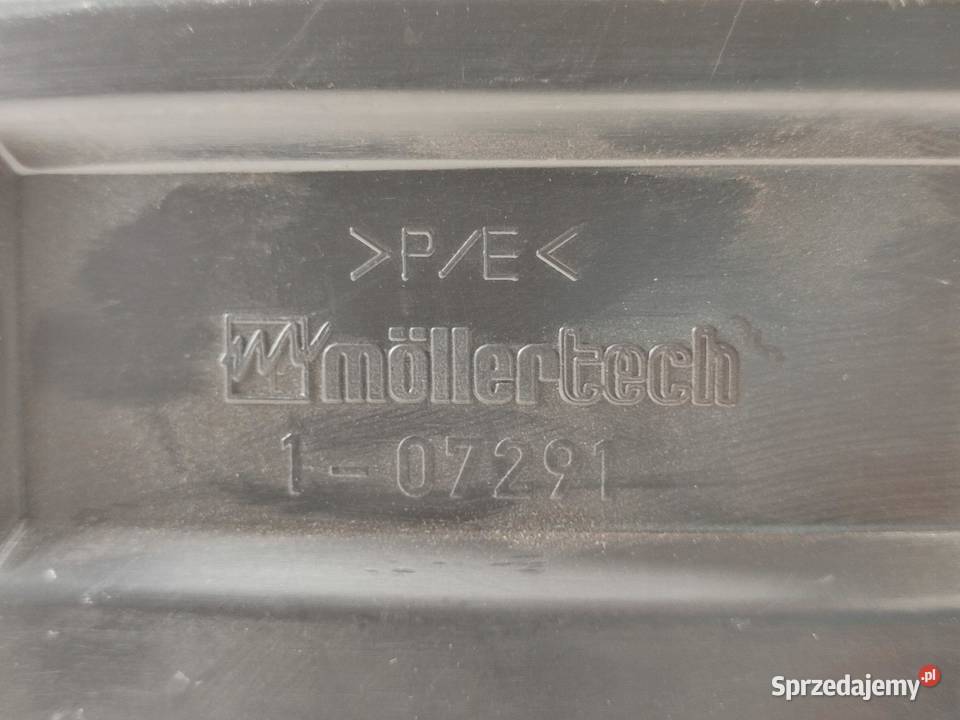 >P/E<
möllertech
1-07291
Sprzedajemy.pl